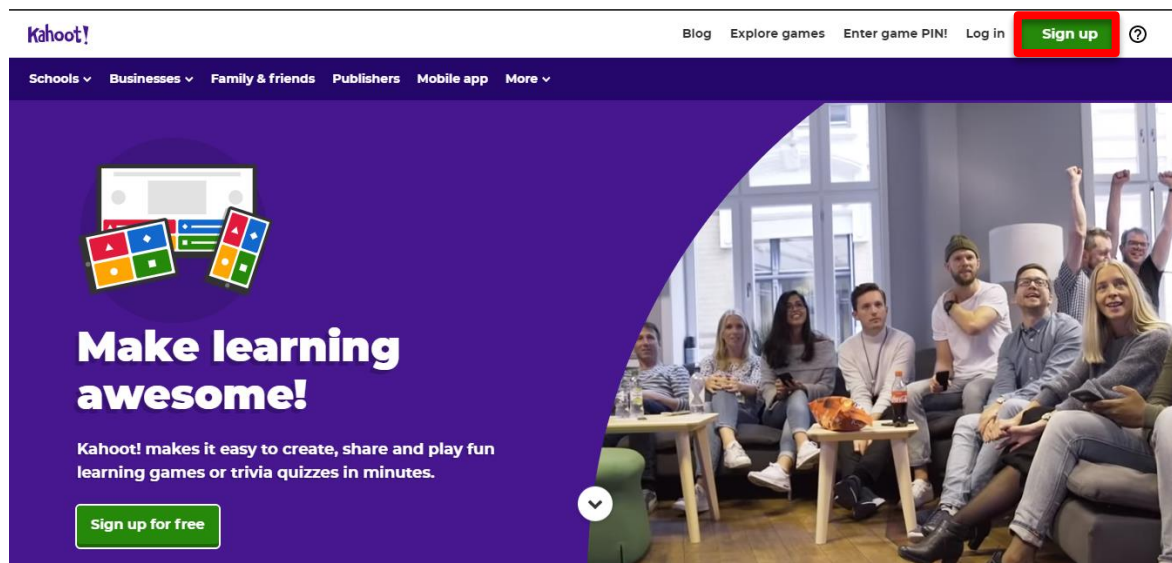 Kahoot!
Blog Explore games Enter game PIN! Log in Sign up
Schools Businesses Family & friends Publishers Mobile app More
Make learning
awesome!
Kahoot! makes it easy to create, share and play fun
learning games or trivia quizzes in minutes.
Sign up for free